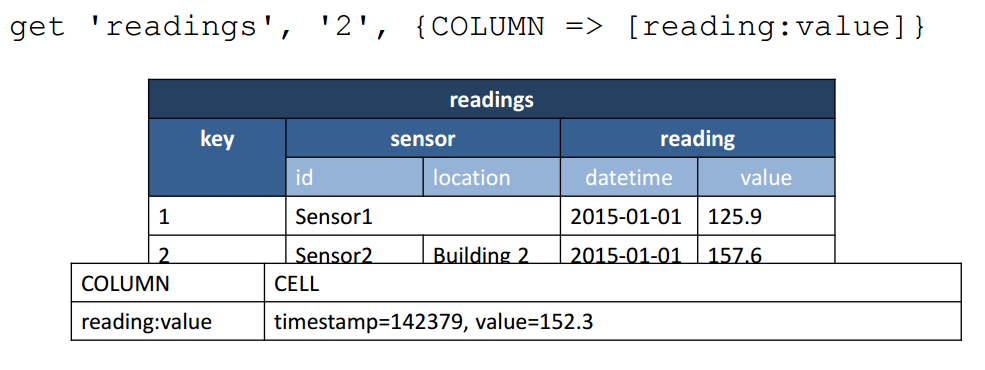 get 'readings', '2', {COLUMN => [reading:value]}
readings
key sensor reading
id location datetime value
1 Sensor1 2015-01-01 125.9
2 Sensor2 Building 2 2015-01-01 157.6
COLUMN CELL
reading:value timestamp=142379, value=152.3